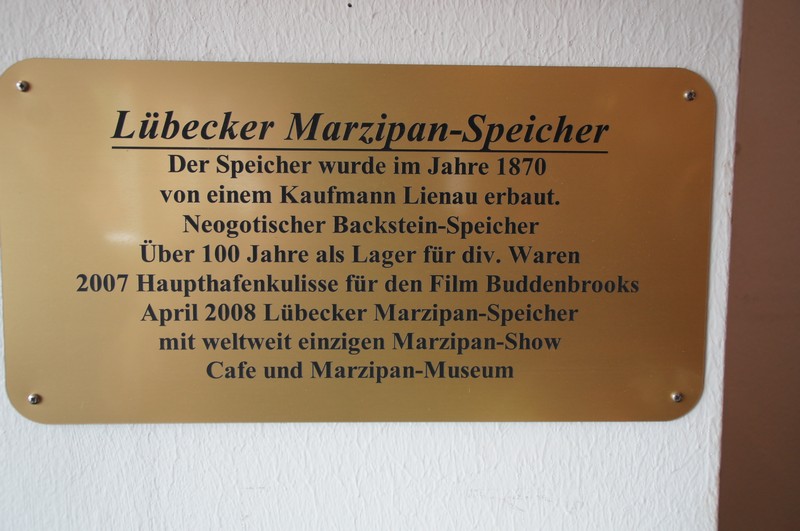 Lübecker Marzipan-Speicher
Der Speicher wurde im Jahre 1870
von einem Kaufmann Lienau erbaut.
Neogotischer Backstein-Speicher
Über 100 Jahre als Lager für div. Waren
2007 Haupthafenkulisse für den Film Buddenbrooks
April 2008 Lübecker Marzipan-Speicher
mit weltweit einzigen Marzipan-Show
Cafe und Marzipan-Museum